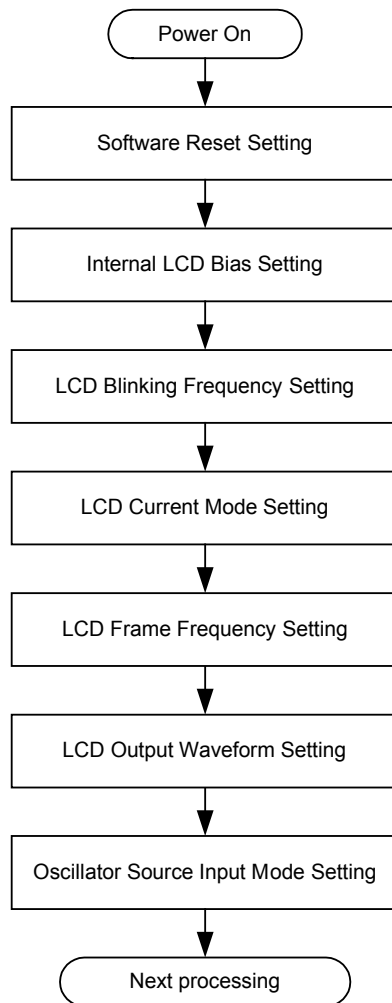 Power On
Software Reset Setting
Internal LCD Bias Setting
LCD Blinking Frequency Setting
LCD Current Mode Setting
LCD Frame Frequency Setting
LCD Output Waveform Setting
Oscillator Source Input Mode Setting
Next processing